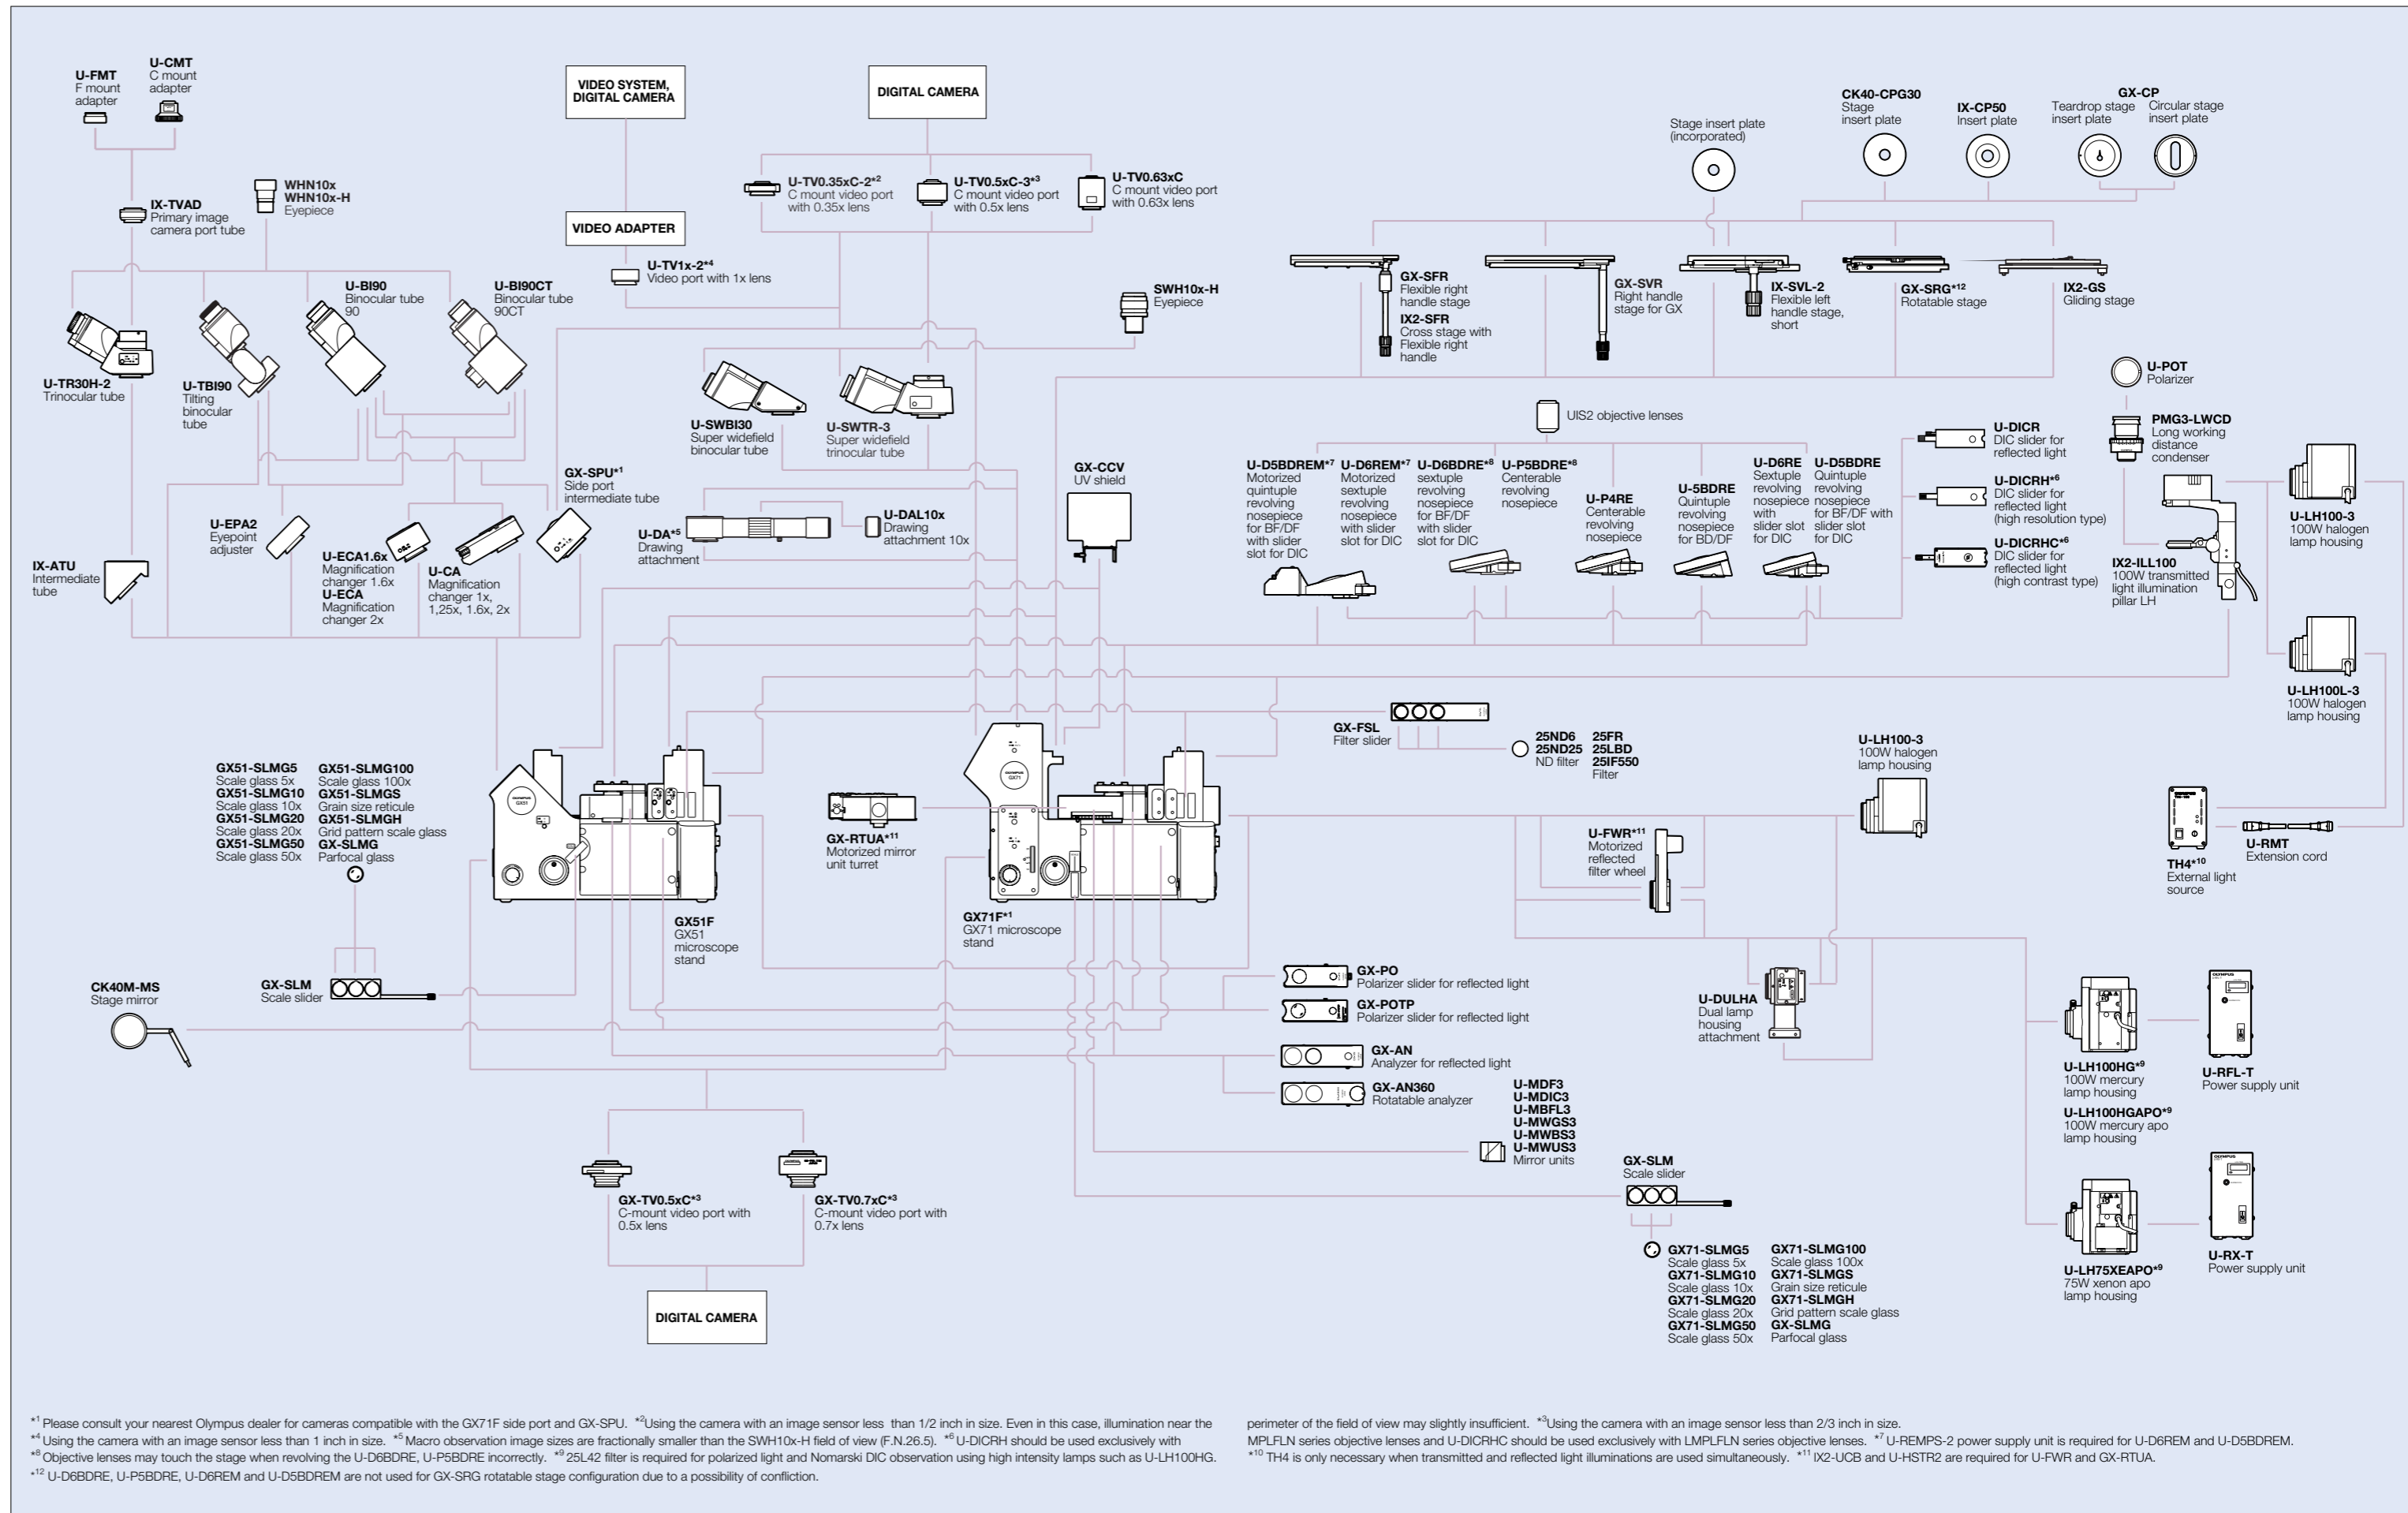 U-FMT
F mount
adapter
U-CMT
C mount
adapter
VIDEO SYSTEM,
DIGITAL CAMERA
DIGITAL CAMERA
CK40-CPG30
Stage
insert plate
IX-CP50
Insert plate
GX-CP
Teardrop stage
insert plate
Circular stage
insert plate
Stage insert plate
(incorporated)
IX-TVAD
Primary image
camera port tube
WHN10x
WHN10x-H
Eyepiece
VIDEO ADAPTER
U-TV0.35xC-2*2
C mount video port
with 0.35x lens
U-TV0.5xC-3*3
C mount video port
with 0.5x lens
U-TV0.63xC
C mount video port
with 0.63x lens
U-TV1x-2*4
Video port with 1x lens
U-BI90
Binocular tube
90
U-BI90CT
Binocular tube
90CT
SWH10x-H
Eyepiece
GX-SFR
Flexible right
handle stage
IX2-SFR
Cross stage with
Flexible right
handle
GX-SVR
Right handle
stage for GX
IX-SVL-2
Flexible left
handle stage,
short
GX-SRG*12
Rotatable stage
IX2-GS
Gliding stage
U-TR30H-2
Trinocular tube
U-TBI90
Tilting
binocular
tube
U-SWBI30
Super widefield
binocular tube
U-SWTR-3
Super widefield
trinocular tube
UIS2 objective lenses
U-POT
Polarizer
PMG3-LWCD
Long working
distance
condenser
U-DICR
DIC slider for
reflected light
U-DICRH*6
DIC slider for
reflected light
(high resolution type)
U-DICRHC*6
DIC slider for
reflected light
(high contrast type)
GX-SPU*1
Side port
intermediate tube
GX-CCV
UV shield
U-D5BDREM*7
Motorized
quintuple
revolving
nosepiece
for BF/DF
with slider
slot for DIC
U-D6REM*7
Motorized
sextuple
revolving
nosepiece
with slider
slot for DIC
U-D6BDRE*8
sextuple
revolving
nosepiece
for BF/DF
with slider
slot for DIC
U-P5BDRE*8
Centerable
revolving
nosepiece
U-P4RE
Centerable
revolving
nosepiece
U-5BDRE
Quintuple
revolving
nosepiece
for BD/DF
U-D6RE
Sextuple
revolving
nosepiece
with
slider slot
for DIC
U-D5BDRE
Quintuple
revolving
nosepiece
for BF/DF with
slider slot
for DIC
U-LH100-3
100W halogen
lamp housing
IX2-ILL100
100W transmitted
light illumination
pillar LH
U-EPA2
Eyepoint
adjuster
U-DA*5
Drawing
attachment
U-DAL10x
Drawing
attachment 10x
IX-ATU
Intermediate
tube
U-ECA1.6x
Magnification
changer 1.6x
U-ECA
Magnification
changer 2x
U-CA
Magnification
changer 1x,
1,25x, 1.6x, 2x
U-LH100L-3
100W halogen
lamp housing
GX-FSL
Filter slider
25ND6
25ND25
ND filter
25FR
25LBD
25IF550
Filter
U-LH100-3
100W halogen
lamp housing
GX51-SLMG5
Scale glass 5x
GX51-SLMG10
Scale glass 10x
GX51-SLMG20
Scale glass 20x
GX51-SLMG50
Scale glass 50x
GX51-SLMG100
Scale glass 100x
GX51-SLMGS
Grain size reticule
GX51-SLMGH
Grid pattern scale glass
GX-SLMG
Parfocal glass
GX51
OLYMPUS
GX71
GX-RTUA*11
Motorized mirror
unit turret
U-FWR*11
Motorized
reflected
filter wheel
TH4*10
External light
source
U-RMT
Extension cord
GX51F
GX51
microscope
stand
GX71F*1
GX71 microscope
stand
CK40M-MS
Stage mirror
GX-SLM
Scale slider
GX-PO
Polarizer slider for reflected light
GX-POTP
Polarizer slider for reflected light
GX-AN
Analyzer for reflected light
GX-AN360
Rotatable analyzer
U-DULHA
Dual lamp
housing
attachment
U-LH100HG*9
100W mercury
lamp housing
U-LH100HGAPO*9
100W mercury apo
lamp housing
OLYMPUS
U-RFL-T
Power supply unit
U-MDF3
U-MDIC3
U-MBFL3
U-MWGS3
U-MWBS3
U-MWUS3
Mirror units
GX-TV0.5xC*3
C-mount video port with
0.5x lens
GX-TV0.7xC*3
C-mount video port with
0.7x lens
GX-SLM
Scale slider
GX71-SLMG5
Scale glass 5x
GX71-SLMG10
Scale glass 10x
GX71-SLMG20
Scale glass 20x
GX71-SLMG50
Scale glass 50x
GX71-SLMG100
Scale glass 100x
GX71-SLMGS
Grain size reticule
GX71-SLMGH
Grid pattern scale glass
GX-SLMG
Parfocal glass
U-LH75XEAPO*9
75W xenon apo
lamp housing
OLYMPUS
U-RX-T
Power supply unit
DIGITAL CAMERA
*1 Please consult your nearest Olympus dealer for cameras compatible with the GX71F side port and GX-SPU. *2Using the camera with an image sensor less than 1/2 inch in size. Even in this case, illumination near the
perimeter of the field of view may slightly insufficient. *3Using the camera with an image sensor less than 2/3 inch in size.
*4 Using the camera with an image sensor less than 1 inch in size. *5 Macro observation image sizes are fractionally smaller than the SWH10x-H field of view (F.N.26.5). *6 U-DICRH should be used exclusively with
MPLFLN series objective lenses and U-DICRHC should be used exclusively with LMPLFLN series objective lenses. *7 U-REMPS-2 power supply unit is required for U-D6REM and U-D5BDREM.
*8 Objective lenses may touch the stage when revolving the U-D6BDRE, U-P5BDRE incorrectly. *9 25L42 filter is required for polarized light and Nomarski DIC observation using high intensity lamps such as U-LH100HG.
*10 TH4 is only necessary when transmitted and reflected light illuminations are used simultaneously. *11 IX2-UCB and U-HSTR2 are required for U-FWR and GX-RTUA.
*12 U-D6BDRE, U-P5BDRE, U-D6REM and U-D5BDREM are not used for GX-SRG rotatable stage configuration due to a possibility of confliction.